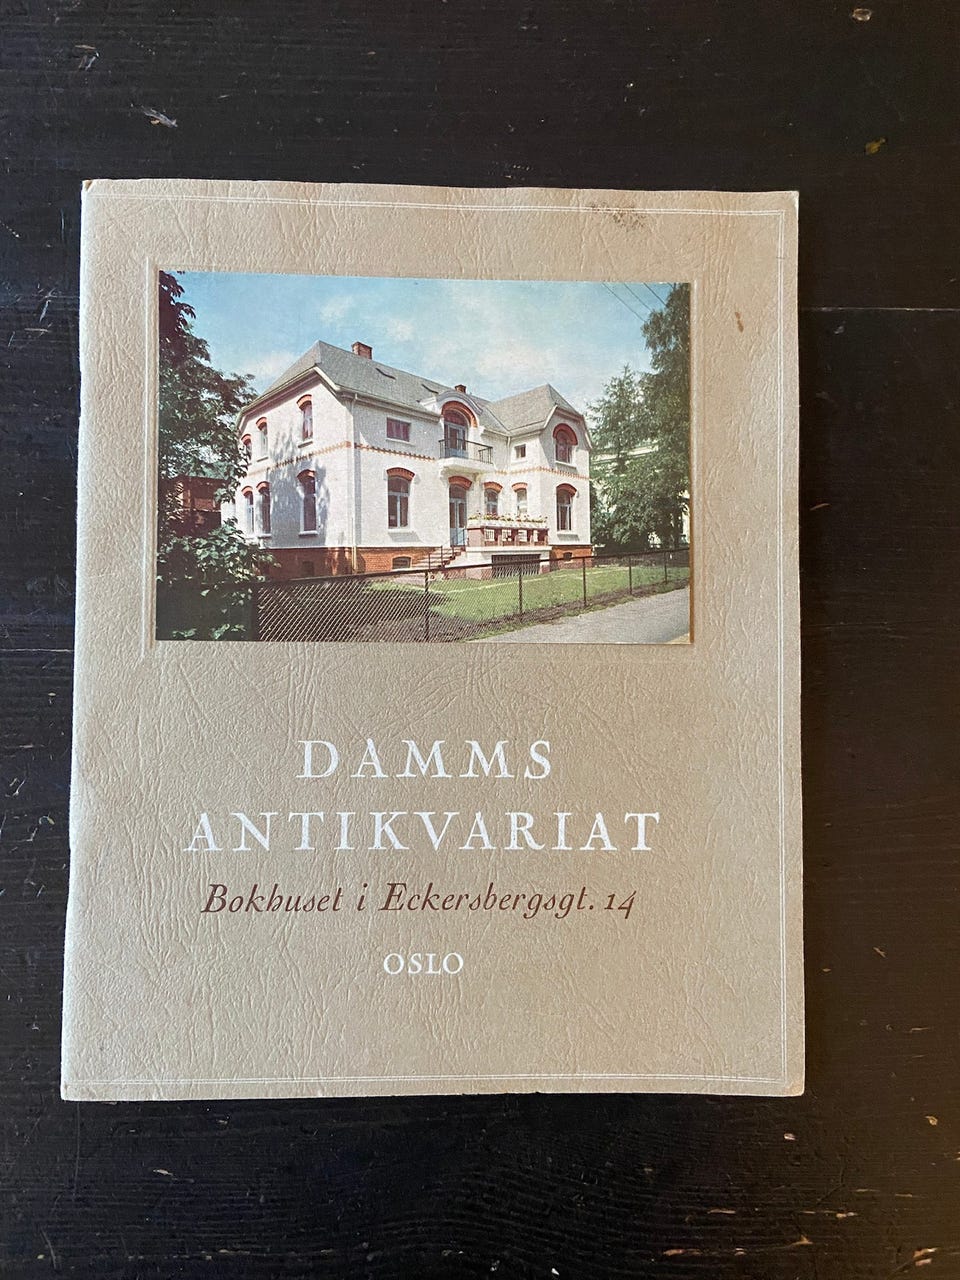 DAMMS
ANTIKVARIAT
Bokhuset i Eckersbergsgt. 14
OSLO